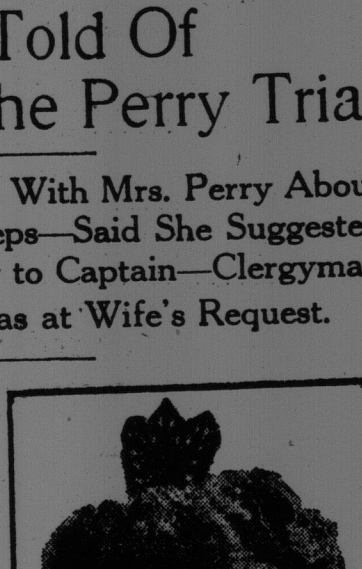 Told Of
he Perry Tria
With Mrs. Perry Abou
eps—Said She Suggeste
to Captain—Clergyma
as at Wife's Request.